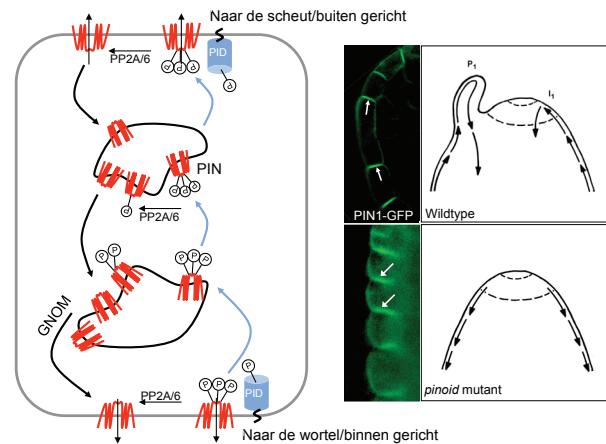 Naar de scheut/buiten gericht
PID
PP2A/6
P P P
P
PIN
PP2A/6
P P P
P
P P
P P P
GNOM
P
PP2A/6
P P P
PID
Naar de wortel/binnen gericht
PIN1-GFP
P1
I1
Wildtype
pinoid mutant